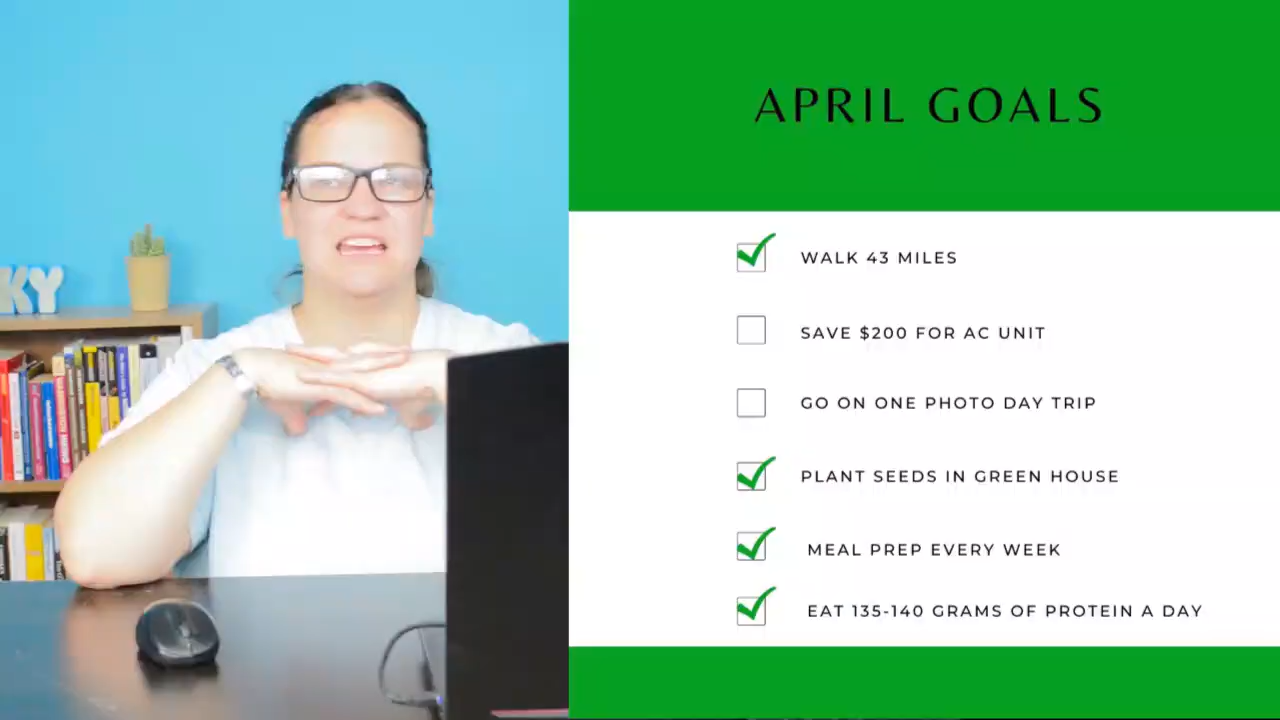 KY
APRIL GOALS
WALK 43 MILES
SAVE $200 FOR AC UNIT
GO ON ONE PHOTO DAY TRIP
PLANT SEEDS IN GREEN HOUSE
MEAL PREP EVERY WEEK
EAT 135-140 GRAMS OF PROTEIN A DAY